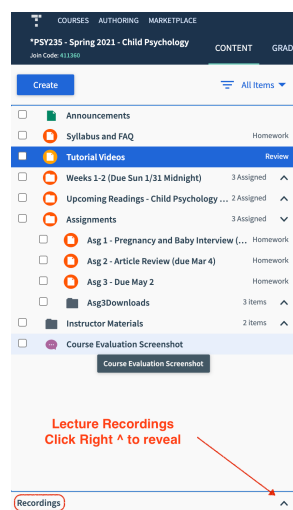 COURSES AUTHORING MARKETPLACE
*PSY235 - Spring 2021 - Child Psychology
Join Code: 411360
CONTENT GRAD
Create
All Items
Announcements
Syllabus and FAQ Homework
Tutorial Videos Review
Weeks 1-2 (Due Sun 1/31 Midnight) 3 Assigned
Upcoming Readings - Child Psychology ... 2 Assigned
Assignments 3 Assigned
Asg 1 - Pregnancy and Baby Interview (... Homework
Asg 2 - Article Review (due Mar 4) Homework
Asg 3 - Due May 2 Homework
Asg3Downloads 3 items
Instructor Materials 2 items
Course Evaluation Screenshot
Course Evaluation Screenshot
Lecture Recordings
Click Right ^ to reveal
Recordings